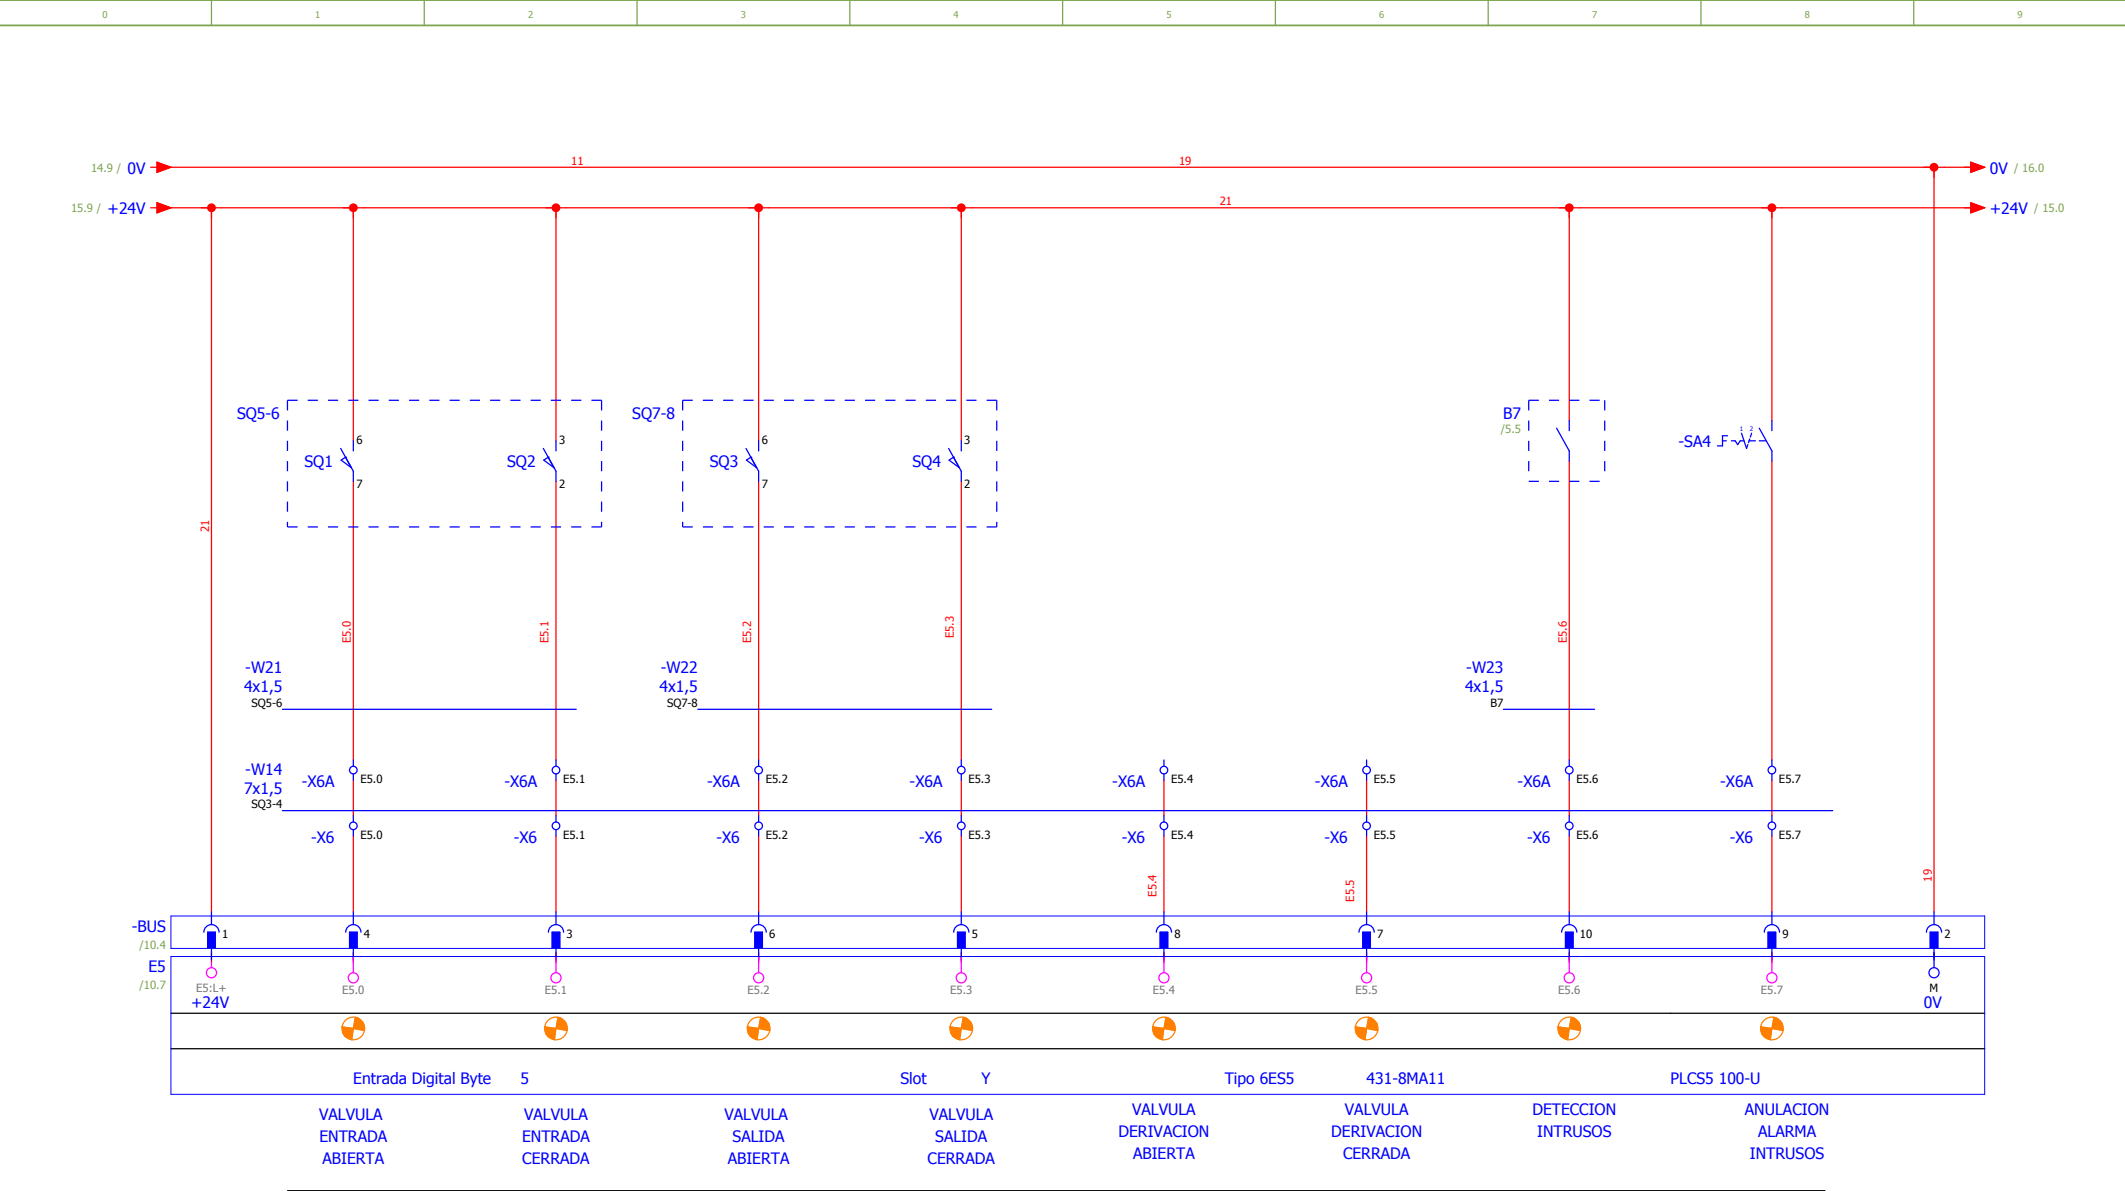 0 1 2 3 4 5 6 7 8 9
14.9 / 0V 11 19 0V / 16.0
15.9 / +24V 21 +24V / 15.0
SQ5-6 SQ7-8 B7
/5.5
6 3 6 3 1 2
-SA4
SQ1 SQ2 SQ3 SQ4
7 2 7 2
21
E5.0 E5.1 E5.2 E5.3 E5.6
-W21 -W22 -W23
4x1,5 4x1,5 4x1,5
SQ5-6 SQ7-8 B7
-W14
7x1,5
SQ3-4
-X6A E5.0 -X6A E5.1 -X6A E5.2 -X6A E5.3 -X6A E5.4 -X6A E5.5 -X6A E5.6 -X6A E5.7
-X6 E5.0 -X6 E5.1 -X6 E5.2 -X6 E5.3 -X6 E5.4 -X6 E5.5 -X6 E5.6 -X6 E5.7
E5.4 E5.5 19
-BUS 1 4 3 6 5 8 7 10 9 2
/10.4
E5
/10.7
E5:L+ E5.0 E5.1 E5.2 E5.3 E5.4 E5.5 E5.6 E5.7 M
+24V 0V
Entrada Digital Byte 5 Slot Y Tipo 6ES5 431-8MA11 PLCS5 100-U
VALVULA
ENTRADA
ABIERTA
VALVULA
ENTRADA
CERRADA
VALVULA
SALIDA
ABIERTA
VALVULA
SALIDA
CERRADA
VALVULA
DERIVACION
ABIERTA
VALVULA
DERIVACION
CERRADA
DETECCION
INTRUSOS
ANULACION
ALARMA
INTRUSOS